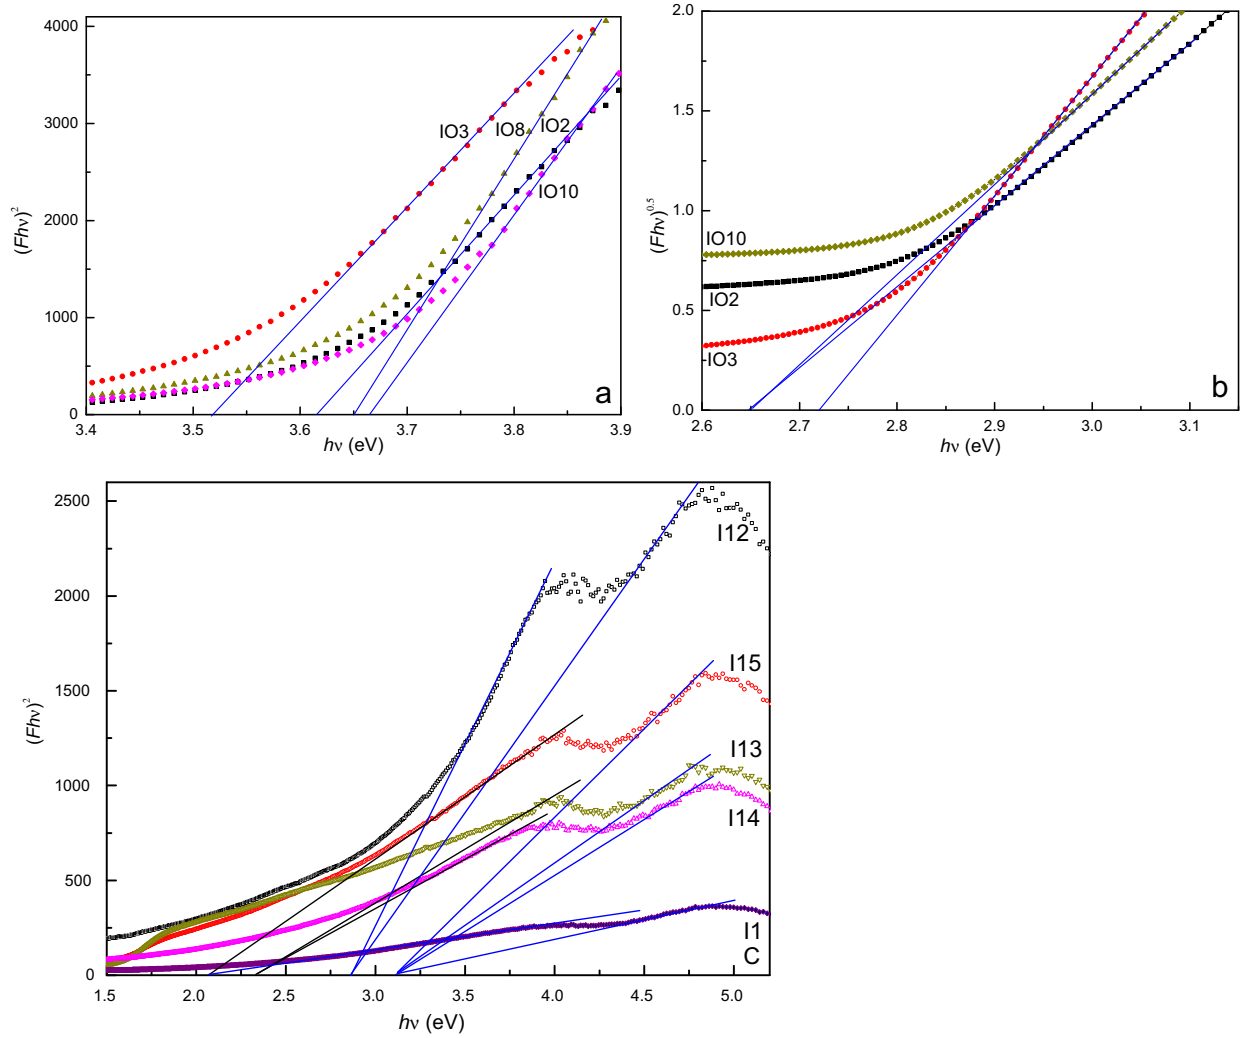 4000
3000
2000
1000
0
(Fhν)²
IO3
IO8
IO2
IO10
a
3.4
3.5
3.6
3.7
3.8
3.9
hν (eV)
2.0
1.5
1.0
0.5
0.0
(Fhν)⁰·⁵
IO10
IO2
IO3
b
2.6
2.7
2.8
2.9
3.0
3.1
hν (eV)
2500
2000
1500
1000
500
0
(Fhν)²
I12
I15
I13
I14
I1
C
1.5
2.0
2.5
3.0
3.5
4.0
4.5
5.0
hν (eV)